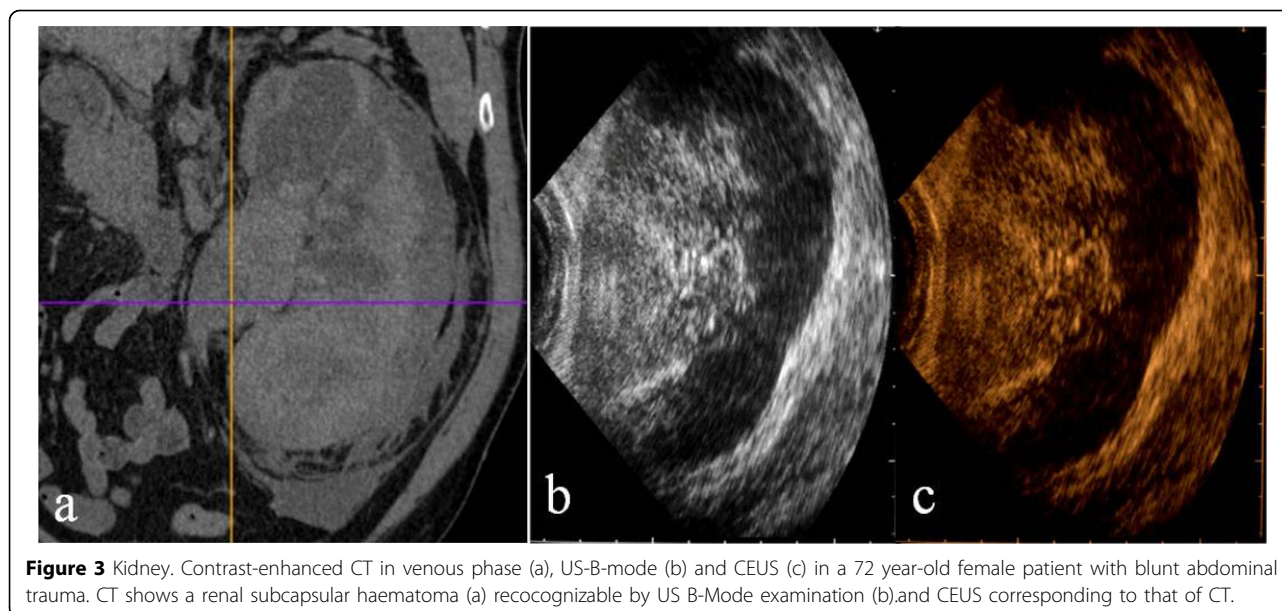 a
b
c
Figure 3 Kidney. Contrast-enhanced CT in venous phase (a), US-B-mode (b) and CEUS (c) in a 72 year-old female patient with blunt abdominal
trauma. CT shows a renal subcapsular haematoma (a) recocognizable by US B-Mode examination (b).and CEUS corresponding to that of CT.